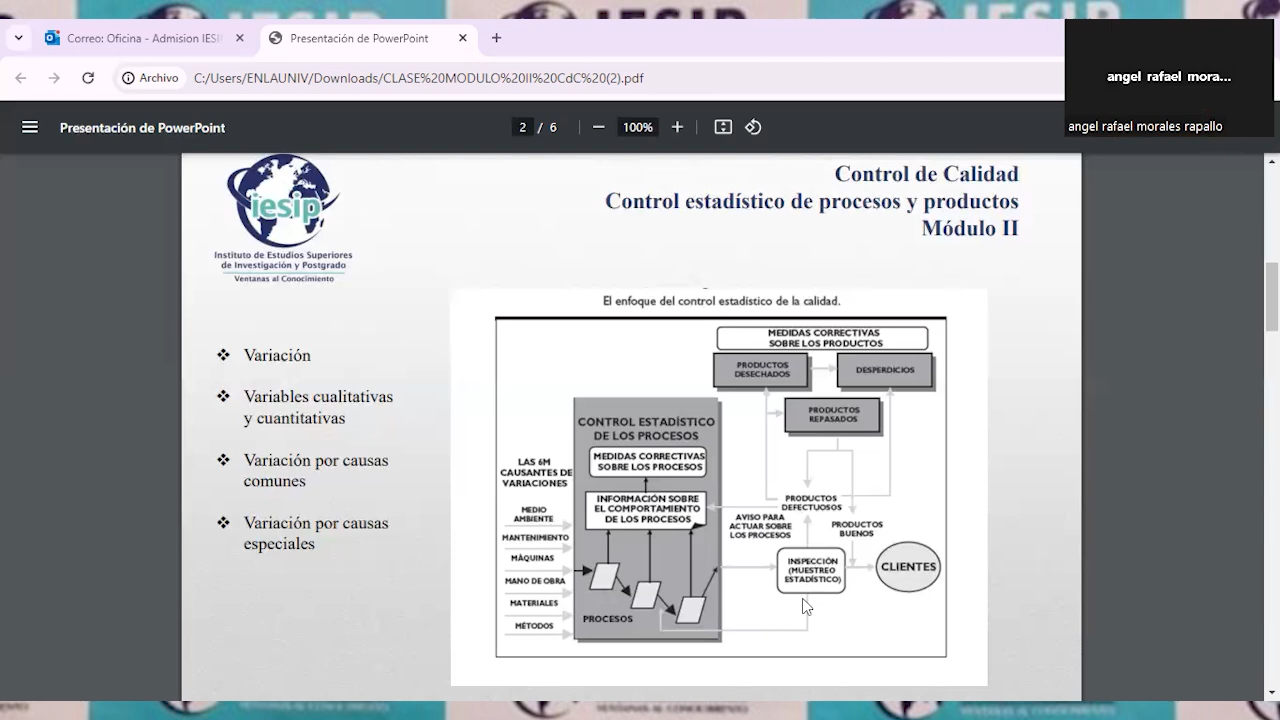 Correo: Oficina - Admision IESI
Presentación de PowerPoint
Archivo
C:/Users/ENLAUNIV/Downloads/CLASE%20MODULO%20II%20CdC%20(2).pdf
angel rafael mora...
angel rafael morales rapallo
Presentación de PowerPoint
2 / 6
100%
iesip
Instituto de Estudios Superiores
de Investigación y Postgrado
Ventanas al Conocimiento
Control de Calidad
Control estadístico de procesos y productos
Módulo II
Variación
Variables cualitativas
y cuantitativas
Variación por causas
comunes
Variación por causas
especiales
El enfoque del control estadístico de la calidad.
MEDIDAS CORRECTIVAS
SOBRE LOS PRODUCTOS
PRODUCTOS
DESECHADOS
DESPERDICIOS
PRODUCTOS
REPASADOS
CONTROL ESTADÍSTICO
DE LOS PROCESOS
MEDIDAS CORRECTIVAS
SOBRE LOS PROCESOS
INFORMACIÓN SOBRE
EL COMPORTAMIENTO
DE LOS PROCESOS
LAS 6M
CAUSANTES DE
VARIACIONES
MEDIO
AMBIENTE
MANTENIMIENTO
MÀQUINAS
MANO DE OBRA
MATERIALES
MÉTODOS
PROCESOS
AVISO PARA
ACTUAR SOBRE
LOS PROCESOS
PRODUCTOS
DEFECTUOSOS
PRODUCTOS
BUENOS
INSPECCIÓN
(MUESTREO
ESTADÍSTICO)
CLIENTES